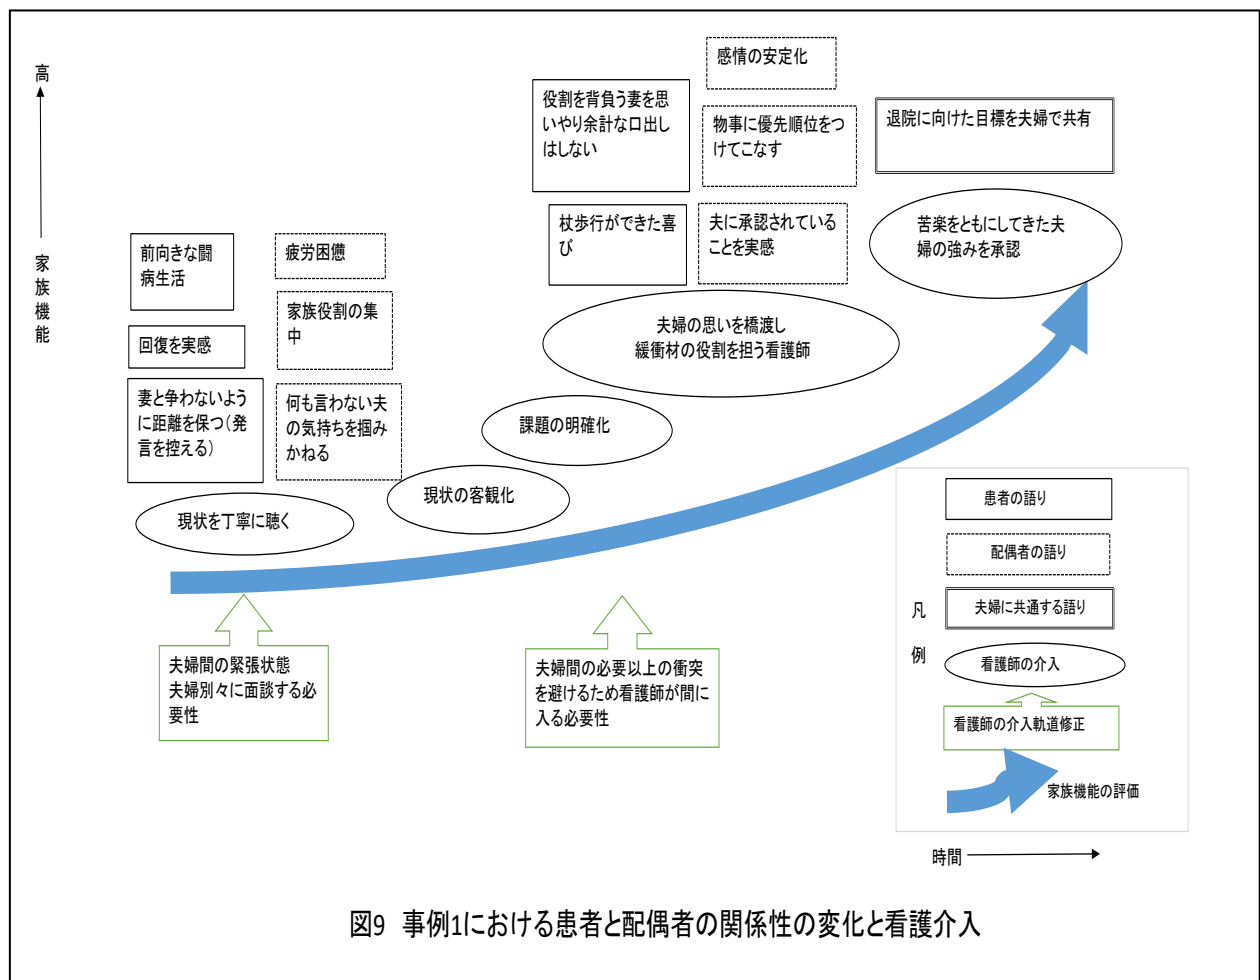 高
家族機能
前向きな闘
病生活
回復を実感
妻と争わないよう
に距離を保つ(発
言を控える)
疲労困憊
家族役割の集
中
何も言わない夫
の気持ちを掴み
かねる
現状を丁寧に聴く
現状の客観化
課題の明確化
役割を背負う妻を思
いやり余計な口出し
はしない
杖歩行ができた喜
び
感情の安定化
物事に優先順位をつ
けてこなす
夫に承認されている
ことを実感
夫婦の思いを橋渡し
緩衝材の役割を担う看護師
退院に向けた目標を夫婦で共有
苦楽をともにしてきた夫
婦の強みを承認
夫婦間の緊張状態
夫婦別々に面談する必
要性
夫婦間の必要以上の衝突
を避けるため看護師が間に
入る必要性
凡例
患者の語り
配偶者の語り
夫婦に共通する語り
看護師の介入
看護師の介入軌道修正
家族機能の評価
時間
図9 事例1における患者と配偶者の関係性の変化と看護介入